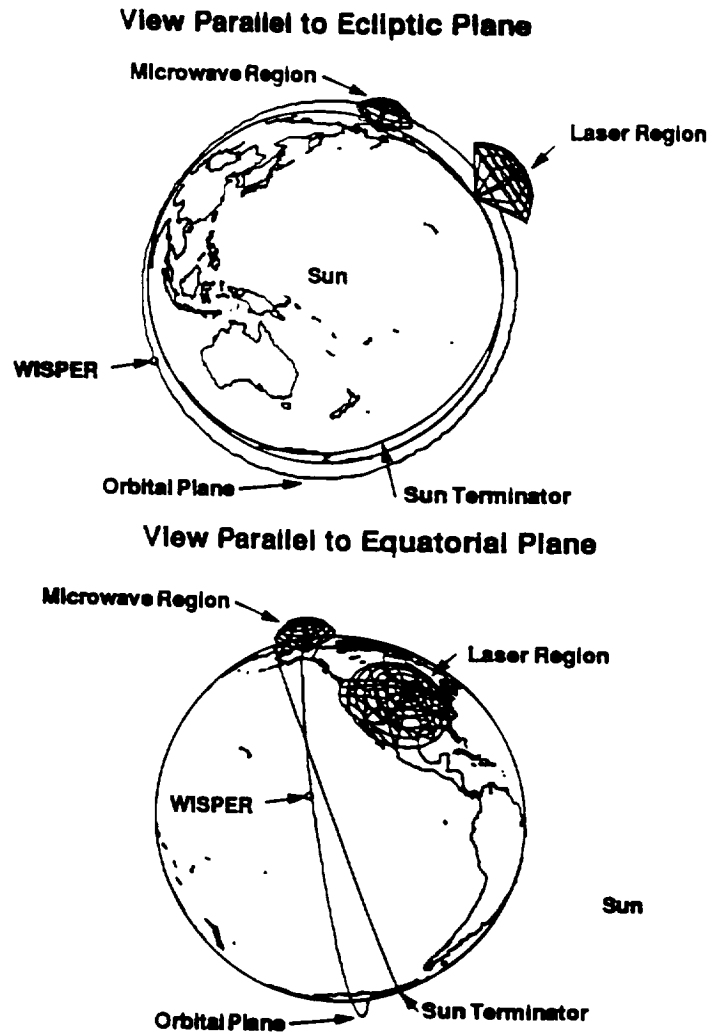 View Parallel to Ecliptic Plane
Microwave Region
Laser Region
Sun
WISPER
Orbital Plane
Sun Terminator
View Parallel to Equatorial Plane
Microwave Region
Laser Region
WISPER
Sun
Sun Terminator
Orbital Plane